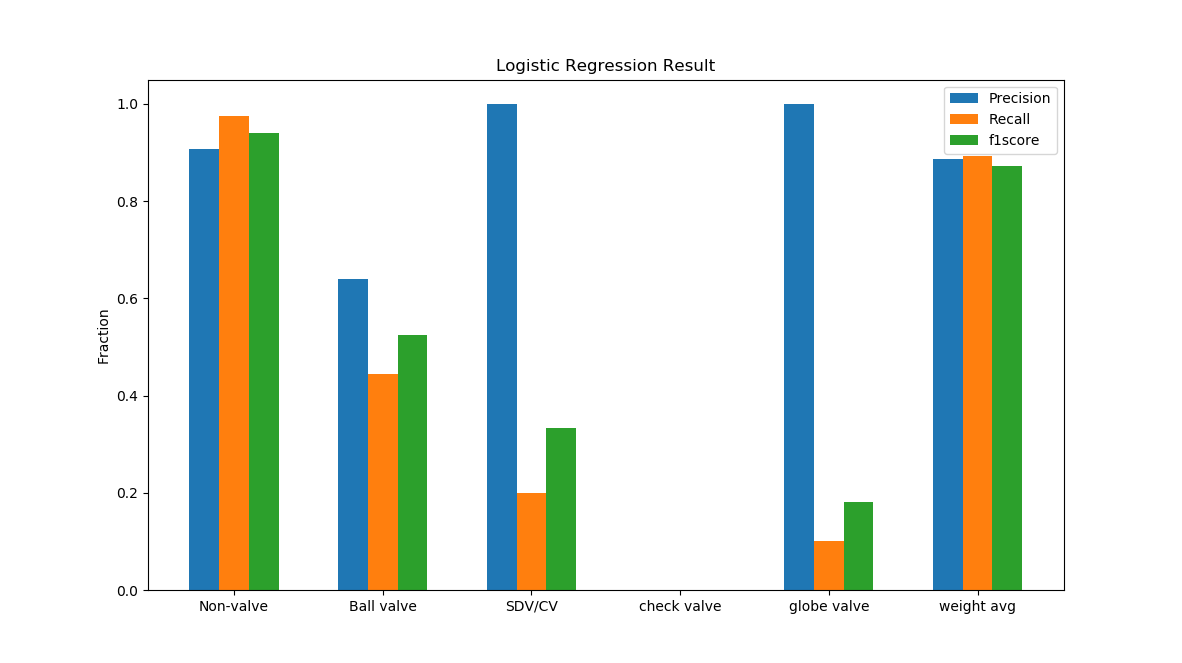 Logistic Regression Result
Precision
Recall
f1score
Fraction
1.0
0.8
0.6
0.4
0.2
0.0
Non-valve
Ball valve
SDV/CV
check valve
globe valve
weight avg